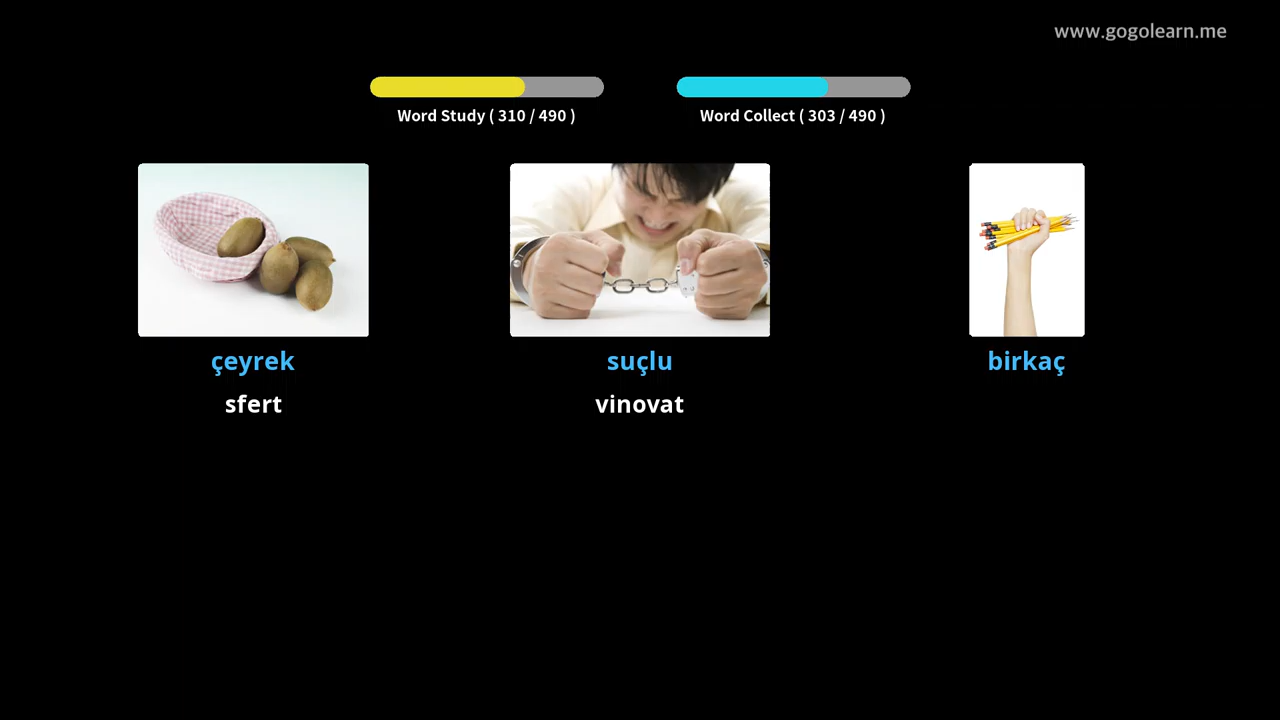 www.gogolearn.me
Word Study ( 310 / 490 )
Word Collect ( 303 / 490 )
çeyrek
suçlu
birkaç
sfert
vinovat